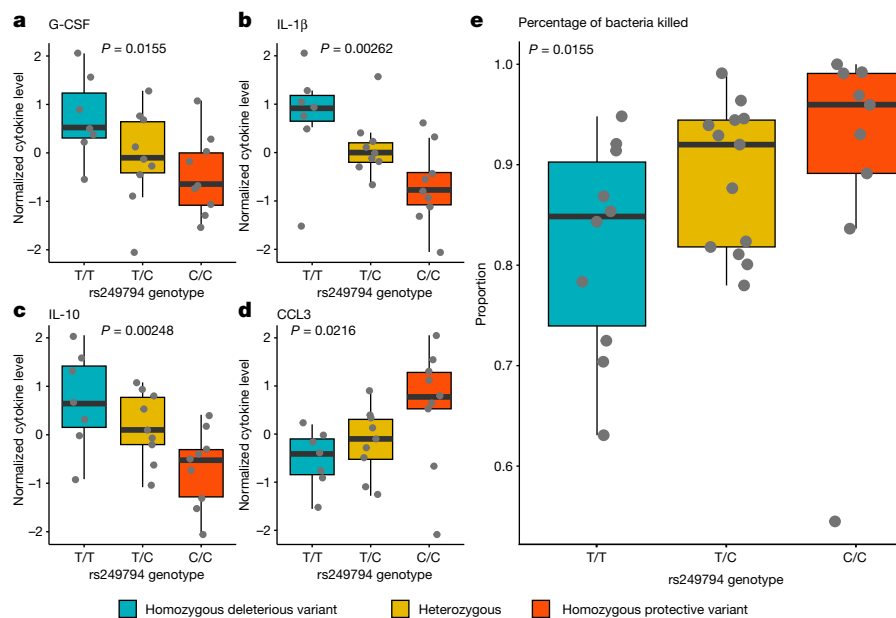 a
G-CSF
P = 0.0155
Normalized cytokine level
2
1
0
−1
−2
T/T T/C C/C
rs249794 genotype
b
IL-1β
P = 0.00262
Normalized cytokine level
2
1
0
−1
−2
T/T T/C C/C
rs249794 genotype
c
IL-10
P = 0.00248
Normalized cytokine level
2
1
0
−1
−2
T/T T/C C/C
rs249794 genotype
d
CCL3
P = 0.0216
Normalized cytokine level
2
1
0
−1
−2
T/T T/C C/C
rs249794 genotype
e
Percentage of bacteria killed
P = 0.0155
Proportion
1.0
0.9
0.8
0.7
0.6
T/T T/C C/C
rs249794 genotype
Homozygous deleterious variant Heterozygous Homozygous protective variant